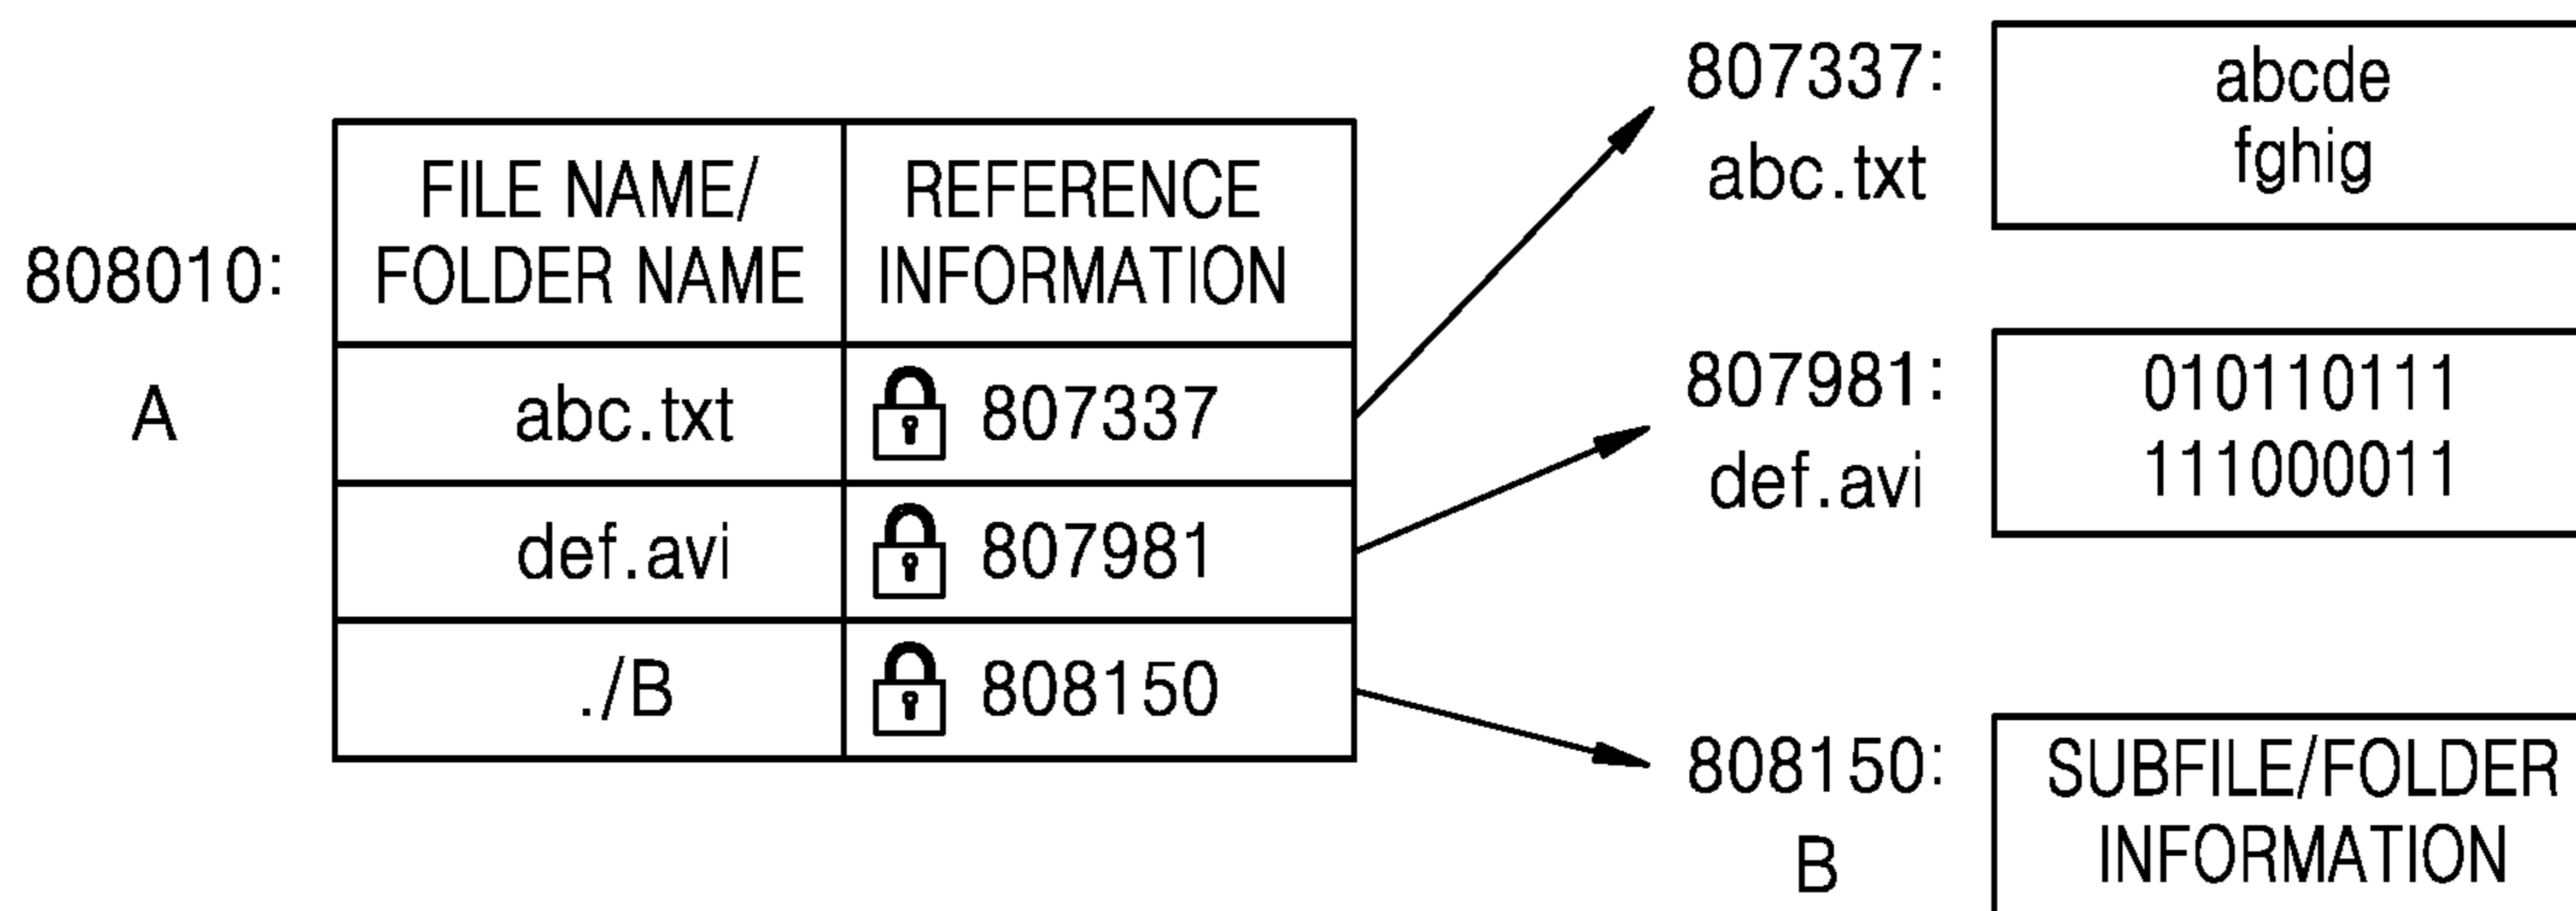 808010:
A
FILE NAME/
FOLDER NAME
REFERENCE
INFORMATION
abc.txt
807337
def.avi
807981
./B
808150
807337:
abc.txt
abcde
fghig
807981:
def.avi
010110111
111000011
808150:
B
SUBFILE/FOLDER
INFORMATION